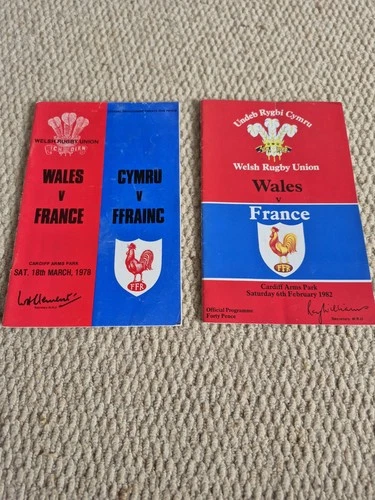 WELSH RUGBY UNION
WALES
v
FRANCE
CYMRU
v
FFRAINC
CARDIFF ARMS PARK
SAT. 18th MARCH, 1978
FFR
Undeb Rygbi Cymru
Welsh Rugby Union
Wales
v
France
FFR
Cardiff Arms Park
Saturday 6th February 1982
Official Programme
Forty Pence